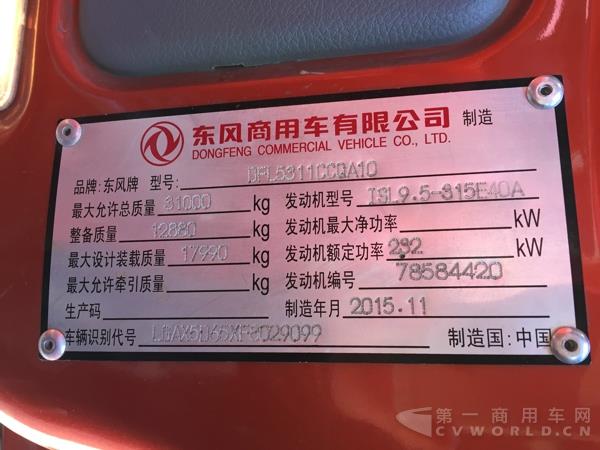 东风商用车有限公司 制造
DONGFENG COMMERCIAL VEHICLE CO., LTD.
品牌: 东风牌 型号: DFL5311CCQA10
最大允许总质量 31000 kg 发动机型号 ISL9.5-315E40A
整备质量 12880 kg 发动机最大净功率 kW
最大设计装载质量 17990 kg 发动机额定功率 232 kW
最大允许牵引质量 kg 发动机编号 78584420
生产代码 制造年月 2015.11
车辆识别代号 制造国: 中国
第一商用车网
CVWORLD.CN